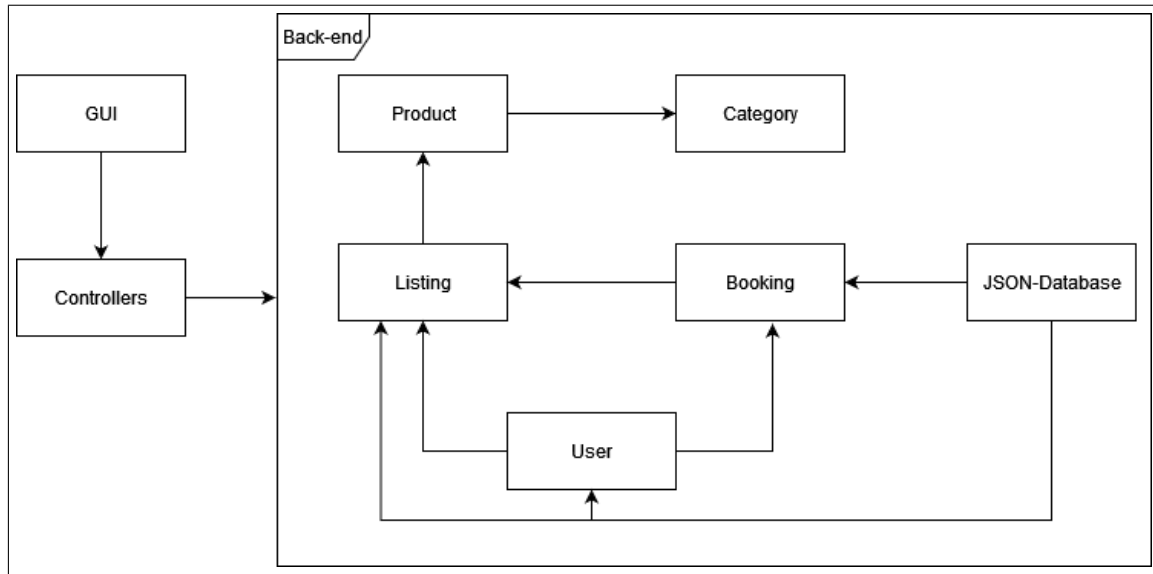 Back-end
GUI
Product
Category
Controllers
Listing
Booking
JSON-Database
User